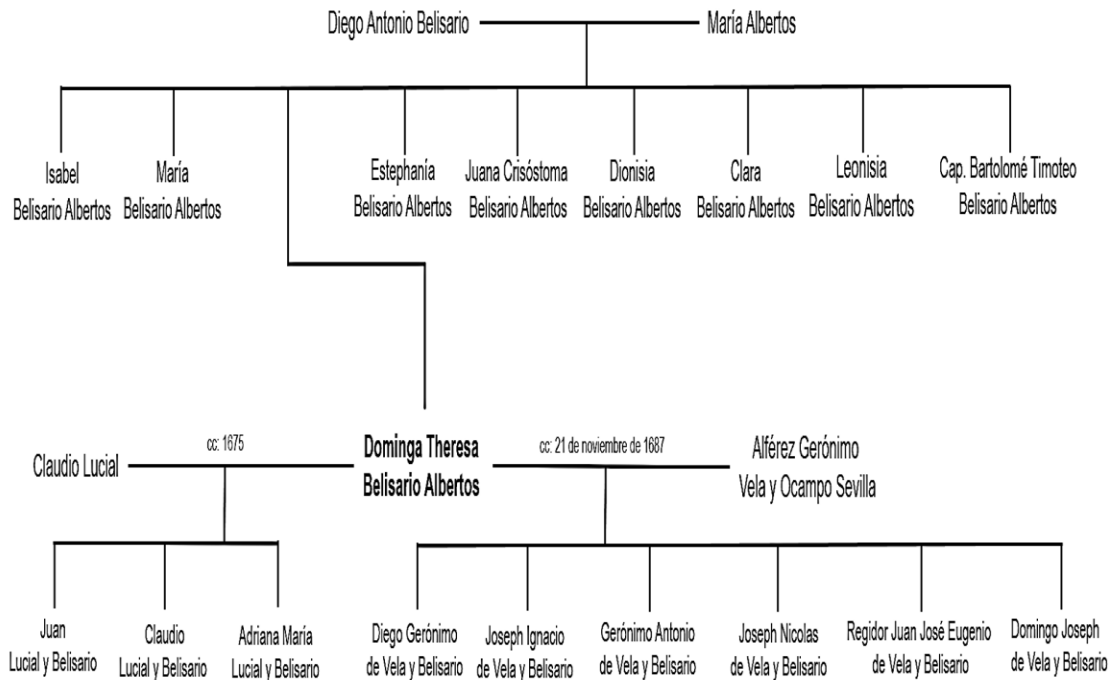 Diego Antonio Belisario
María Albertos
Isabel
Belisario Albertos
María
Belisario Albertos
Estephanía
Belisario Albertos
Juana Crisóstoma
Belisario Albertos
Dionisia
Belisario Albertos
Clara
Belisario Albertos
Leonisia
Belisario Albertos
Cap. Bartolomé Timoteo
Belisario Albertos
Claudio Lucial
cc: 1675
Dominga Theresa
Belisario Albertos
cc: 21 de noviembre de 1687
Alférez Gerónimo
Vela y Ocampo Sevilla
Juan
Lucial y Belisario
Claudio
Lucial y Belisario
Adriana María
Lucial y Belisario
Diego Gerónimo
de Vela y Belisario
Joseph Ignacio
de Vela y Belisario
Gerónimo Antonio
de Vela y Belisario
Joseph Nicolas
de Vela y Belisario
Regidor Juan José Eugenio
de Vela y Belisario
Domingo Joseph
de Vela y Belisario